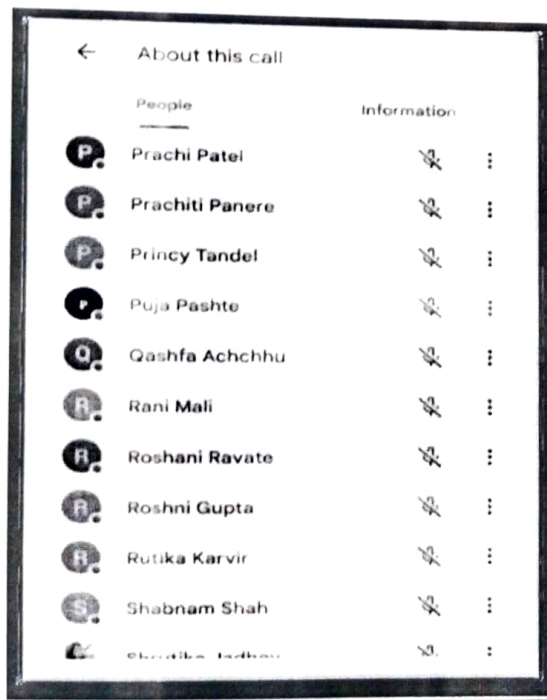 ← About this call
People Information
P Prachi Patel
P Prachiti Panere
P Princy Tandel
P Puja Pashte
Q Qashfa Achchhu
R Rani Mali
R Roshani Ravate
R Roshni Gupta
R Rutika Karvir
S Shabnam Shah